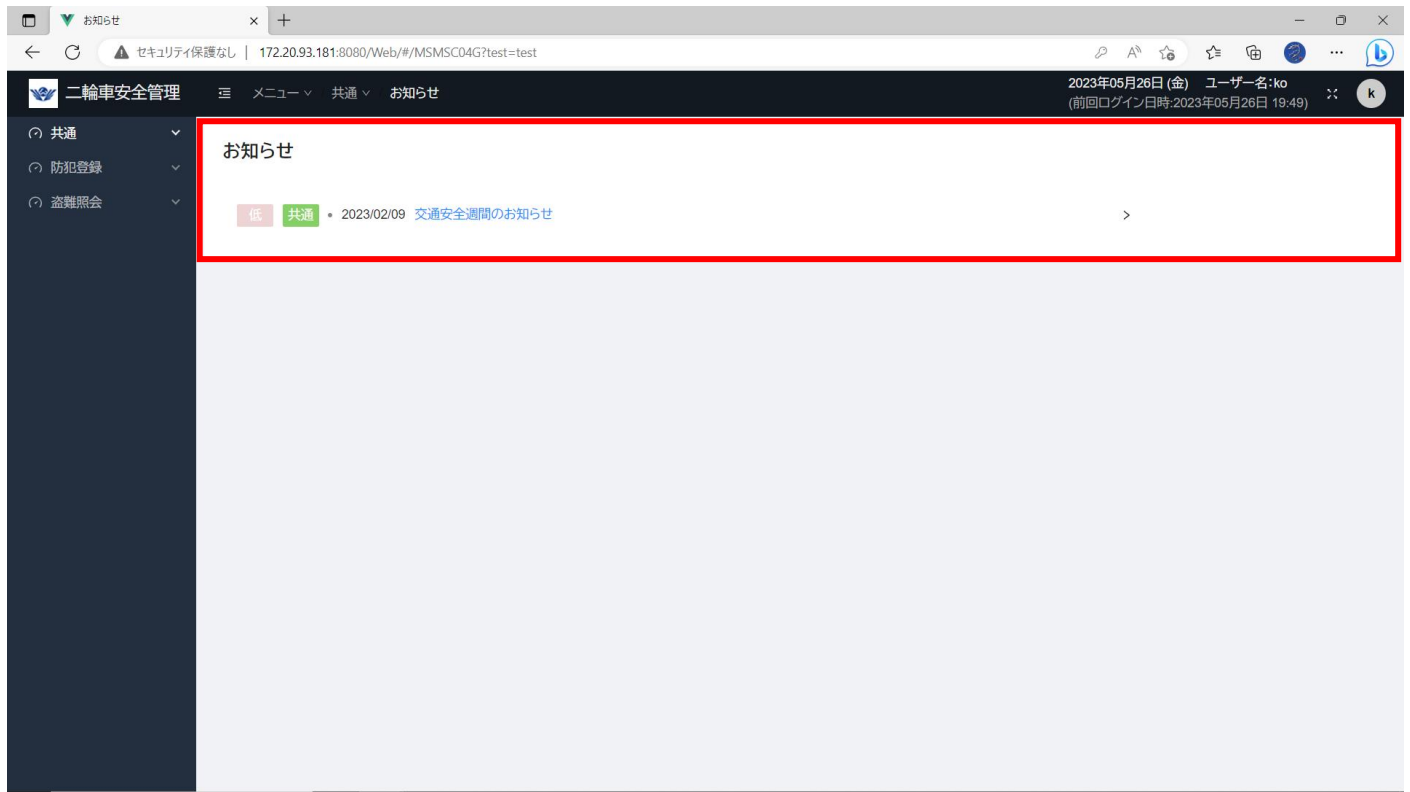 お知らせ
セキュリティ保護なし | 172.20.93.181:8080/Web/#/MSMSC04G?test=test
二輪車安全管理
メニュー 共通 お知らせ
2023年05月26日 (金) ユーザー名:ko
(前回ログイン日時:2023年05月26日 19:49)
k
共通
防犯登録
盗難照会
お知らせ
低 共通 • 2023/02/09 交通安全週間のお知らせ